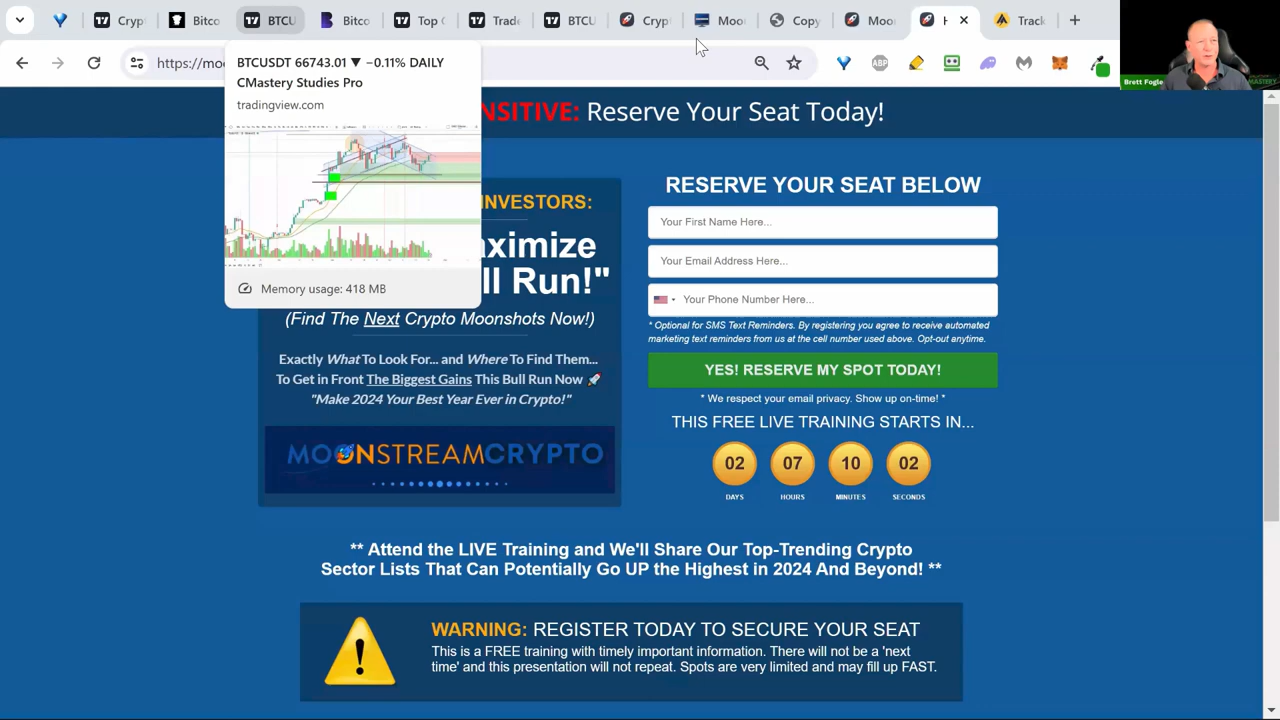 Cryp
Bitco
BTCU
Bitco
Top C
Trade
BTCU
Cryp
Moo
Copy
Moo
H
Track
https://moo
BTCUSDT 66743.01 ▼ −0.11% DAILY
CMastery Studies Pro
tradingview.com
Memory usage: 418 MB
ABP
Brett Fogle
NSITIVE: Reserve Your Seat Today!
INVESTORS:
ximize
ll Run!"
(Find The Next Crypto Moonshots Now!)
Exactly What To Look For... and Where To Find Them...
To Get in Front The Biggest Gains This Bull Run Now 🚀
"Make 2024 Your Best Year Ever in Crypto!"
MOONSTREAMCRYPTO
RESERVE YOUR SEAT BELOW
Your First Name Here...
Your Email Address Here...
Your Phone Number Here...
* Optional for SMS Text Reminders. By registering you agree to receive automated
marketing text reminders from us at the cell number used above. Opt-out anytime.
YES! RESERVE MY SPOT TODAY!
* We respect your email privacy. Show up on-time! *
THIS FREE LIVE TRAINING STARTS IN...
02 07 10 02
DAYS HOURS MINUTES SECONDS
** Attend the LIVE Training and We'll Share Our Top-Trending Crypto
Sector Lists That Can Potentially Go UP the Highest in 2024 And Beyond! **
WARNING: REGISTER TODAY TO SECURE YOUR SEAT
This is a FREE training with timely important information. There will not be a 'next
time' and this presentation will not repeat. Spots are very limited and may fill up FAST.